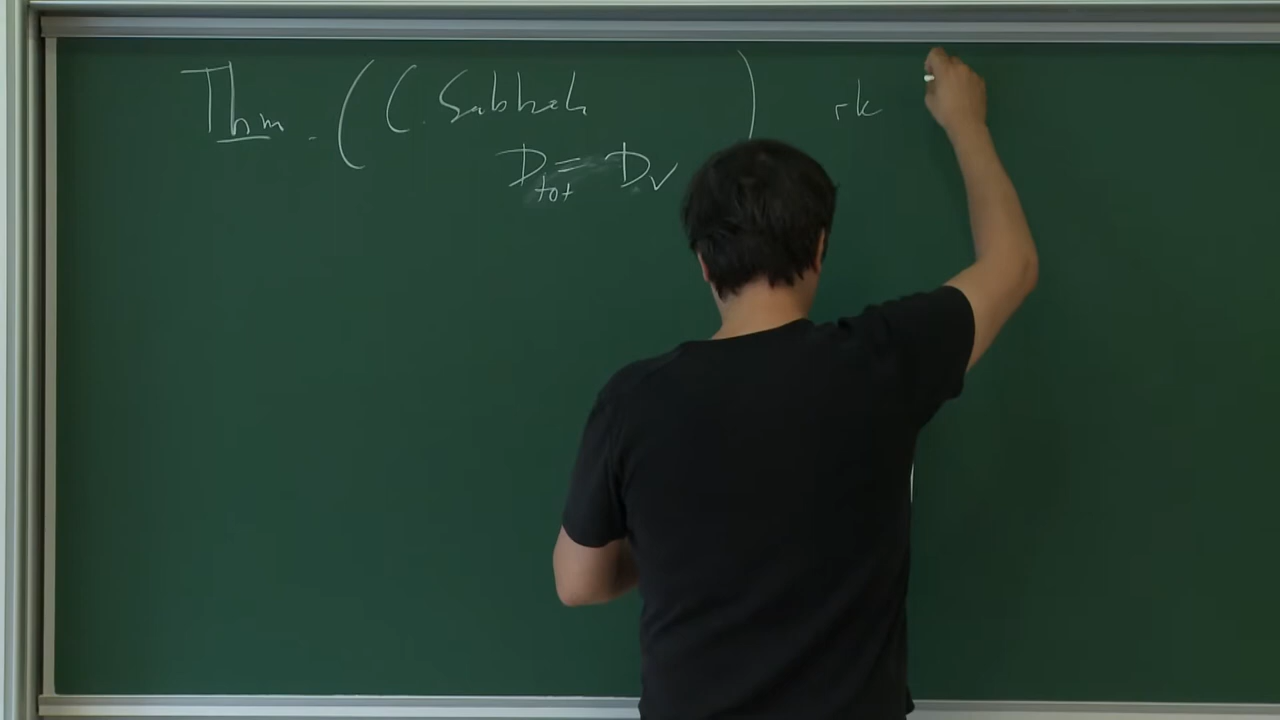 Thm. (C. Sabbah ) rk
D_tot = D_V